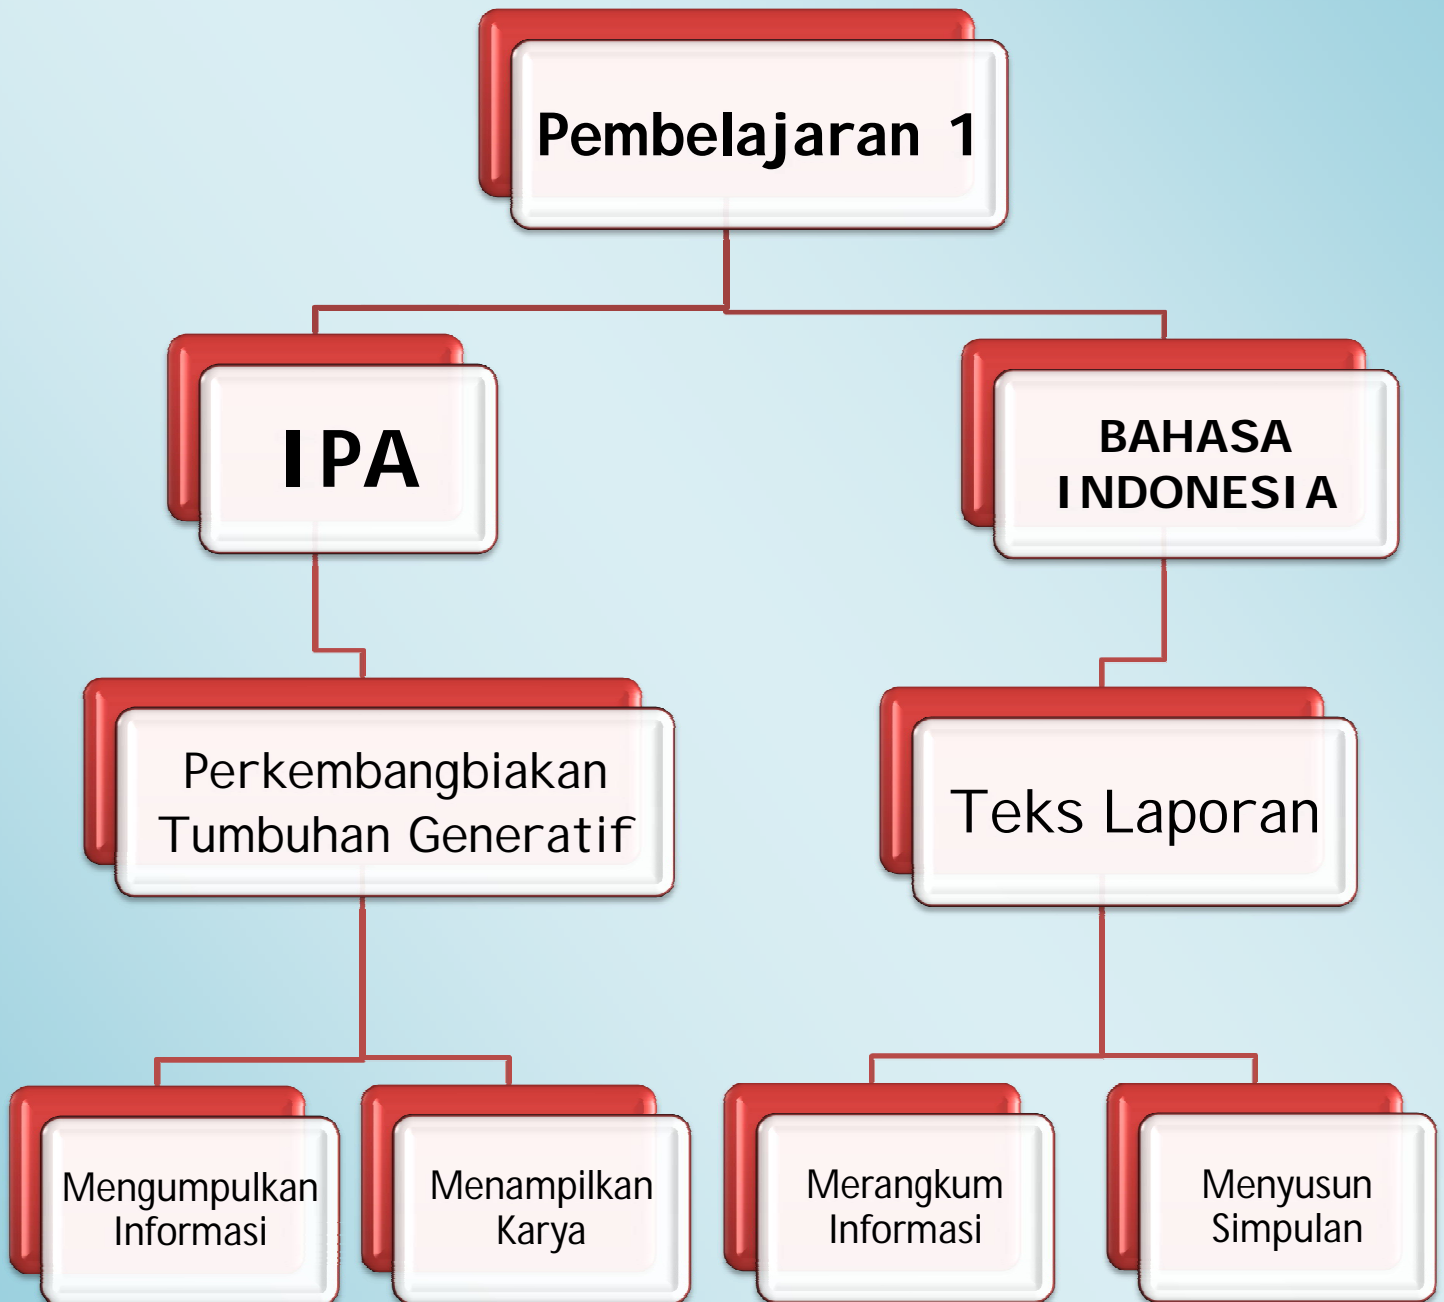 Pembelajaran 1
IPA
BAHASA
INDONESIA
Perkembangbiakan
Tumbuhan Generatif
Teks Laporan
Mengumpulkan
Informasi
Menampilkan
Karya
Merangkum
Informasi
Menyusun
Simpulan